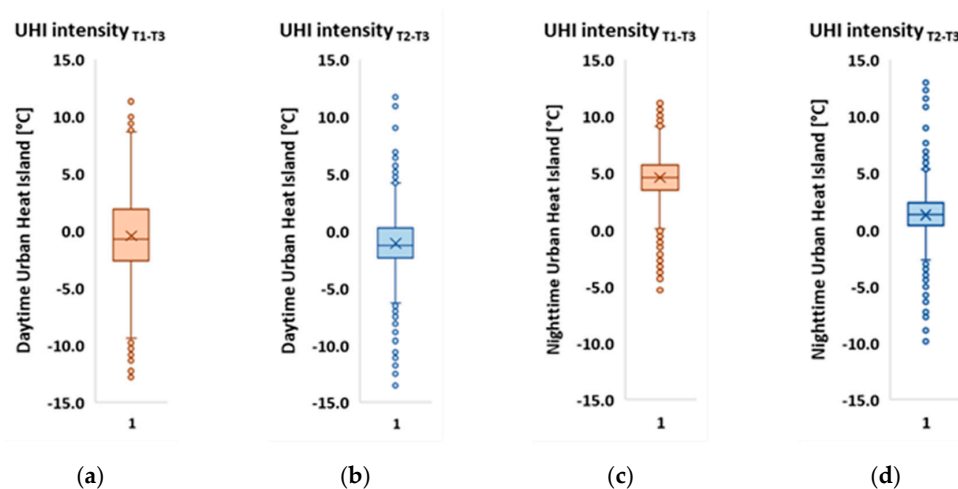 UHI intensity T1-T3
Daytime Urban Heat Island [°C]
15.0
10.0
5.0
0.0
-5.0
-10.0
-15.0
1
(a)
UHI intensity T2-T3
Daytime Urban Heat Island [°C]
15.0
10.0
5.0
0.0
-5.0
-10.0
-15.0
1
(b)
UHI intensity T1-T3
Nighttime Urban Heat Island [°C]
15.0
10.0
5.0
0.0
-5.0
-10.0
-15.0
1
(c)
UHI intensity T2-T3
Nighttime Urban Heat Island [°C]
15.0
10.0
5.0
0.0
-5.0
-10.0
-15.0
1
(d)